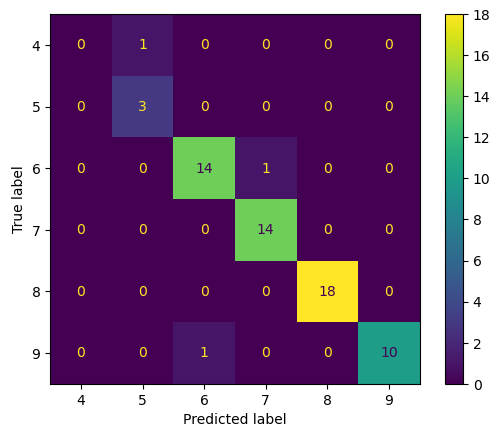 4 0 1 0 0 0 0
5 0 3 0 0 0 0
6 0 0 14 1 0 0
7 0 0 0 14 0 0
8 0 0 0 0 18 0
9 0 0 1 0 0 10
4 5 6 7 8 9
Predicted label
True label
18
16
14
12
10
8
6
4
2
0